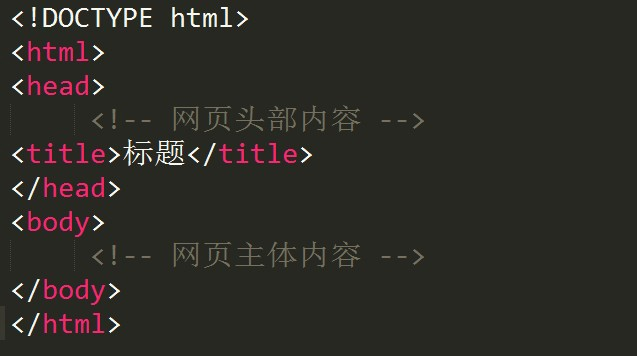 <!DOCTYPE html>
<html>
<head>
<!-- 网页头部内容 -->
<title>标题</title>
</head>
<body>
<!-- 网页主体内容 -->
</body>
</html>